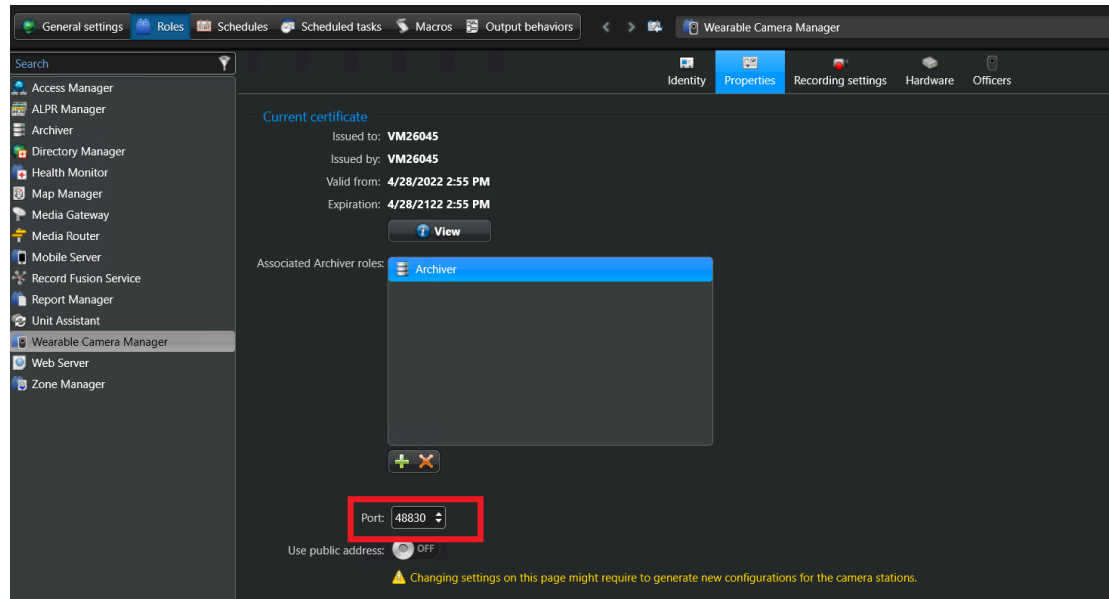 General settings Roles Schedules Scheduled tasks Macros Output behaviors Wearable Camera Manager
Search
Identity Properties Recording settings Hardware Officers
Access Manager
ALPR Manager
Archiver
Directory Manager
Health Monitor
Map Manager
Media Gateway
Media Router
Mobile Server
Record Fusion Service
Report Manager
Unit Assistant
Wearable Camera Manager
Web Server
Zone Manager
Current certificate
Issued to: VM26045
Issued by: VM26045
Valid from: 4/28/2022 2:55 PM
Expiration: 4/28/2122 2:55 PM
View
Associated Archiver roles: Archiver
Port: 48830
Use public address: OFF
Changing settings on this page might require to generate new configurations for the camera stations.